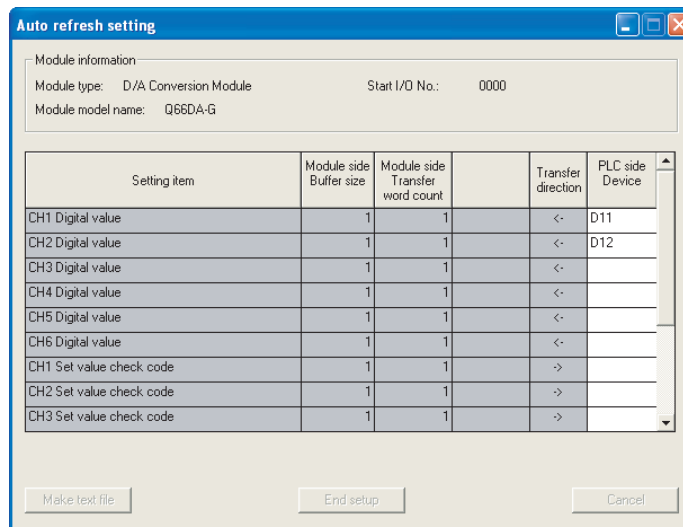 Auto refresh setting
Module information
Module type: D/A Conversion Module Start I/O No.: 0000
Module model name: Q66DA-G
Setting item Module side Buffer size Module side Transfer word count Transfer direction PLC side Device
CH1 Digital value 1 1 <- D11
CH2 Digital value 1 1 <- D12
CH3 Digital value 1 1 <-
CH4 Digital value 1 1 <-
CH5 Digital value 1 1 <-
CH6 Digital value 1 1 <-
CH1 Set value check code 1 1 ->
CH2 Set value check code 1 1 ->
CH3 Set value check code 1 1 ->
Make text file End setup Cancel